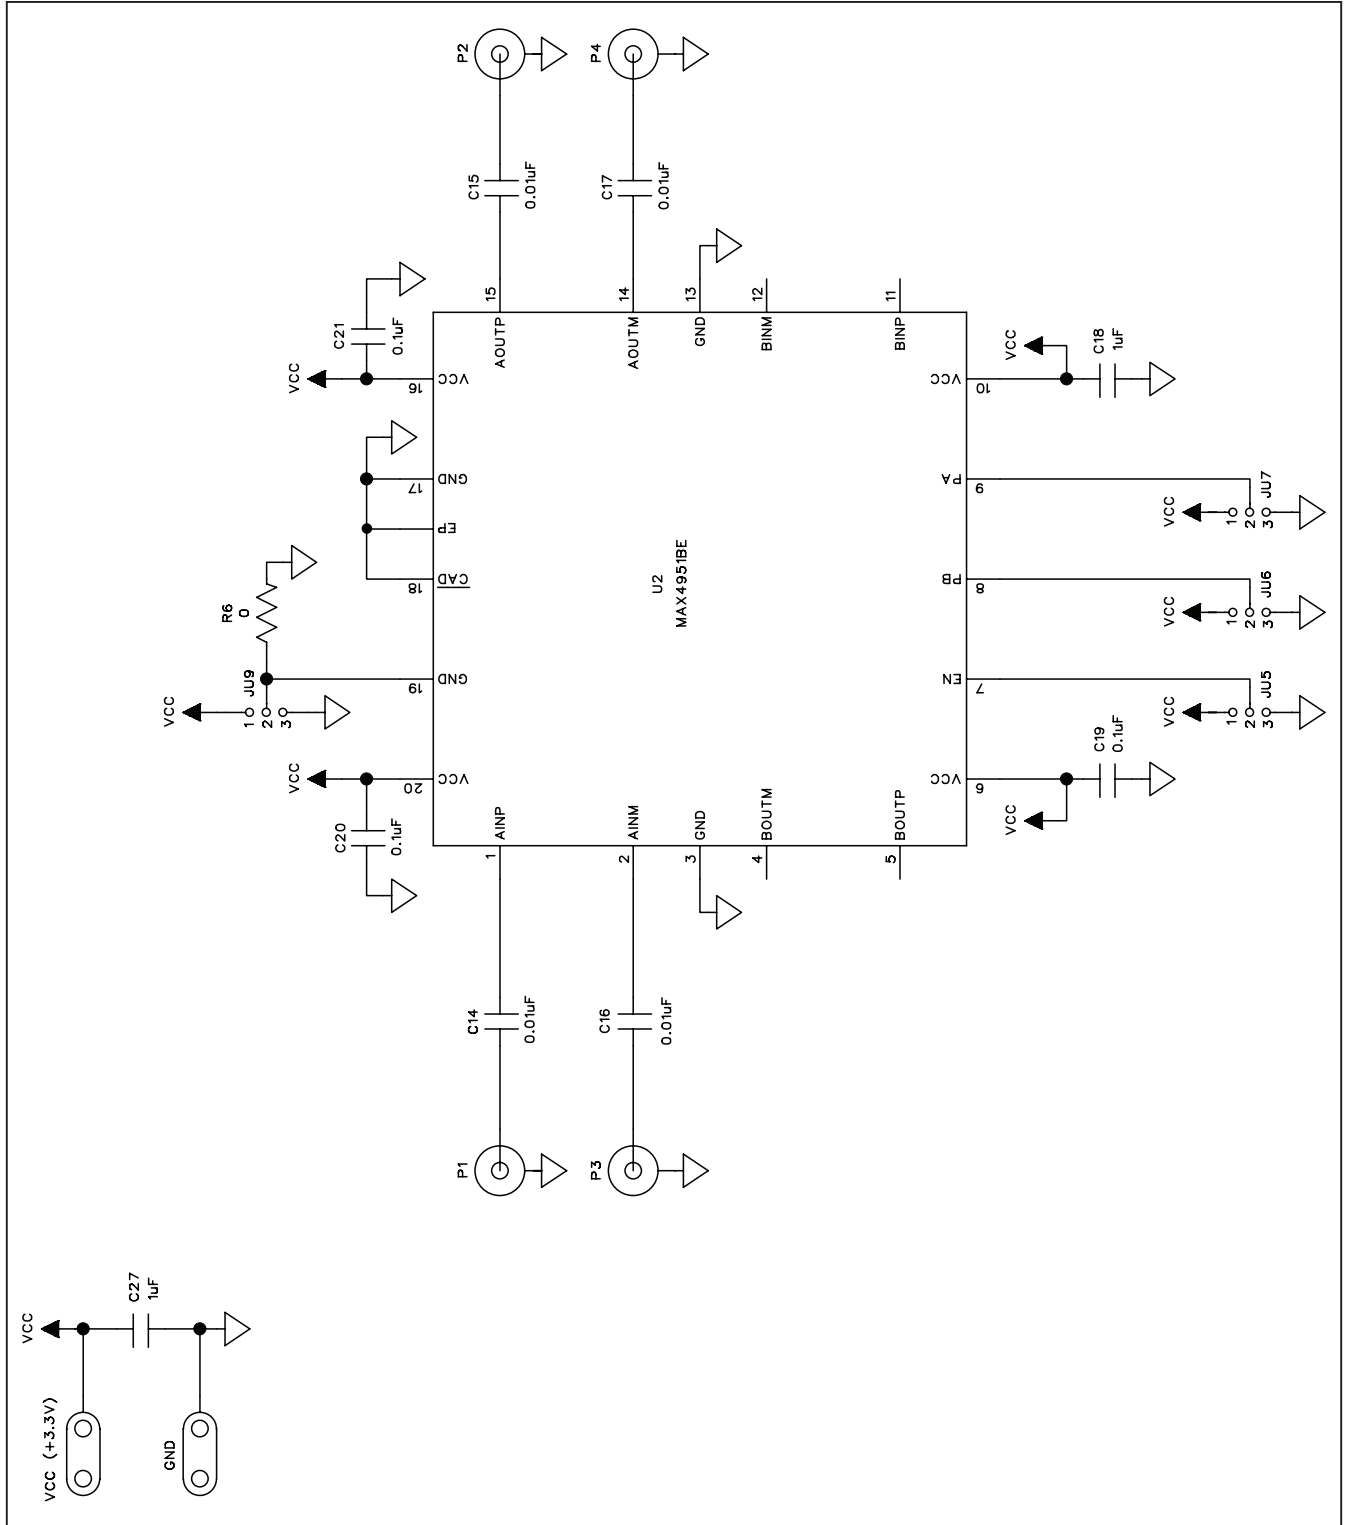 P2
P4
C15
0.01uF
C17
0.01uF
C21
0.1uF
VCC
15
14
13
12
11
AOUTP
AOUTM
GND
BINM
BINP
16
VCC
17
GND
EP
18
CAD
19
GND
20
VCC
R6
0
VCC
JU9
1
2
3
VCC
C20
0.1uF
U2
MAX4951BE
VCC
10
PA
9
PB
8
EN
7
VCC
6
VCC
C18
1uF
VCC
JU7
1
2
3
VCC
JU6
1
2
3
VCC
JU5
1
2
3
VCC
C19
0.1uF
AINP
AINM
GND
BOUTM
BOUTP
1
2
3
4
5
C14
0.01uF
C16
0.01uF
P1
P3
VCC
C27
1uF
VCC (+3.3V)
GND